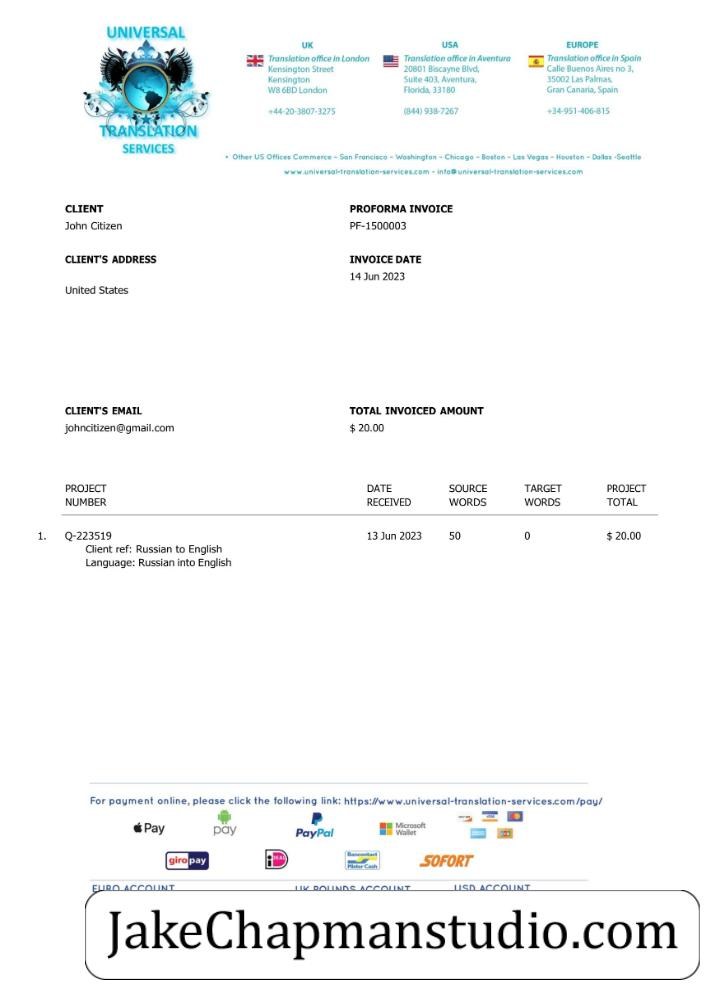 UNIVERSAL
TRANSLATION
SERVICES
UK
Translation office in London
Kensington Street
Kensington
W8 6BD London
+44-20-3807-3275
USA
Translation office in Aventura
20801 Biscayne Blvd,
Suite 403, Aventura,
Florida, 33180
(844) 938-7267
EUROPE
Translation office in Spain
Calle Buenos Aires no 3,
35002 Las Palmas,
Gran Canaria, Spain
+34-951-406-815
• Other US Offices Commerce - San Francisco - Washington - Chicago - Boston - Las Vegas - Houston - Dallas -Seattle
www.universal-translation-services.com - info@universal-translation-services.com
CLIENT
John Citizen
PROFORMA INVOICE
PF-1500003
CLIENT'S ADDRESS
United States
INVOICE DATE
14 Jun 2023
CLIENT'S EMAIL
johncitizen@gmail.com
TOTAL INVOICED AMOUNT
$ 20.00
PROJECT NUMBER
DATE RECEIVED
SOURCE WORDS
TARGET WORDS
PROJECT TOTAL
1. Q-223519 13 Jun 2023 50 0 $ 20.00
Client ref: Russian to English
Language: Russian into English
For payment online, please click the following link: https://www.universal-translation-services.com/pay/
Pay
pay
PayPal
Microsoft
Wallet
giropay
iDEAL
Bancontact
Mister Cash
SOFORT
EURO ACCOUNT UK POUNDS ACCOUNT USD ACCOUNT
JakeChapmanstudio.com